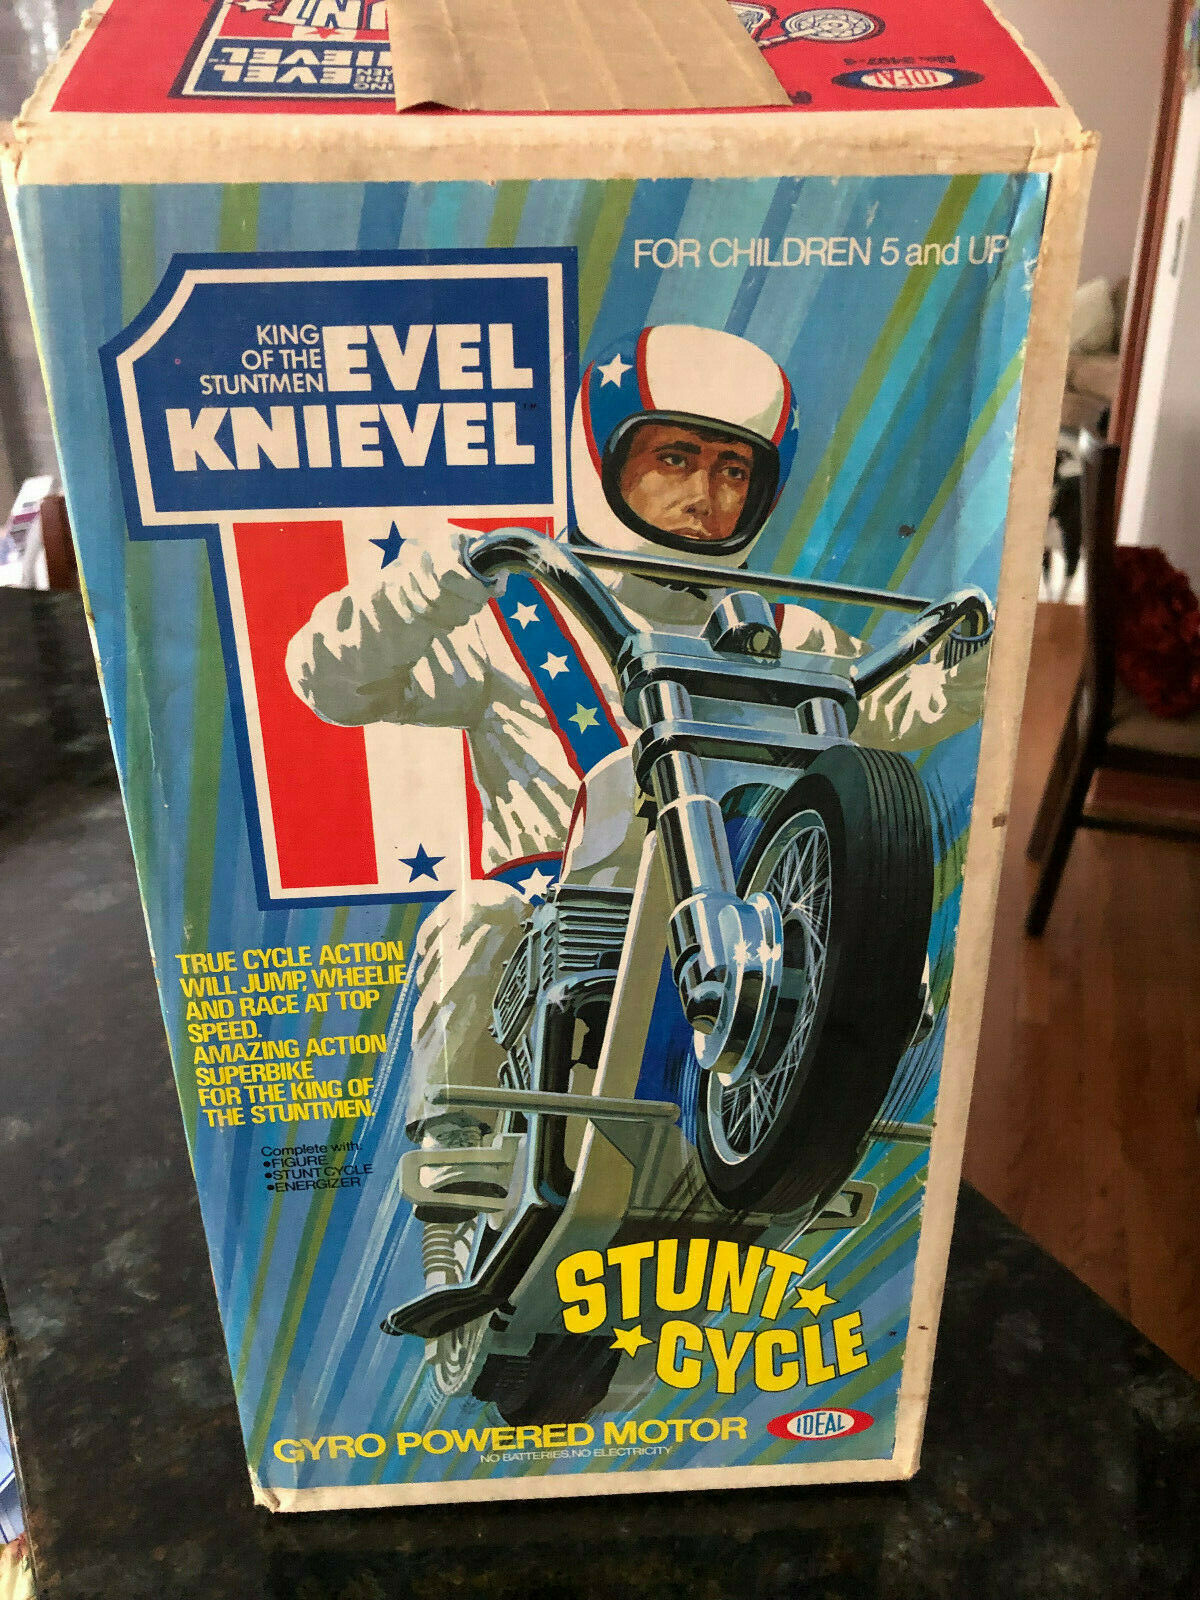 EVEL
KNIEVEL
IDEAL
FOR CHILDREN 5 and UP
KING
OF THE
STUNTMEN
EVEL
KNIEVEL™
TRUE CYCLE ACTION
WILL JUMP, WHEELIE
AND RACE AT TOP
SPEED.
AMAZING ACTION
SUPERBIKE
FOR THE KING OF
THE STUNTMEN.
Complete with:
•FIGURE
•STUNT CYCLE
•ENERGIZER
STUNT
CYCLE
GYRO POWERED MOTOR
NO BATTERIES. NO ELECTRICITY
IDEAL